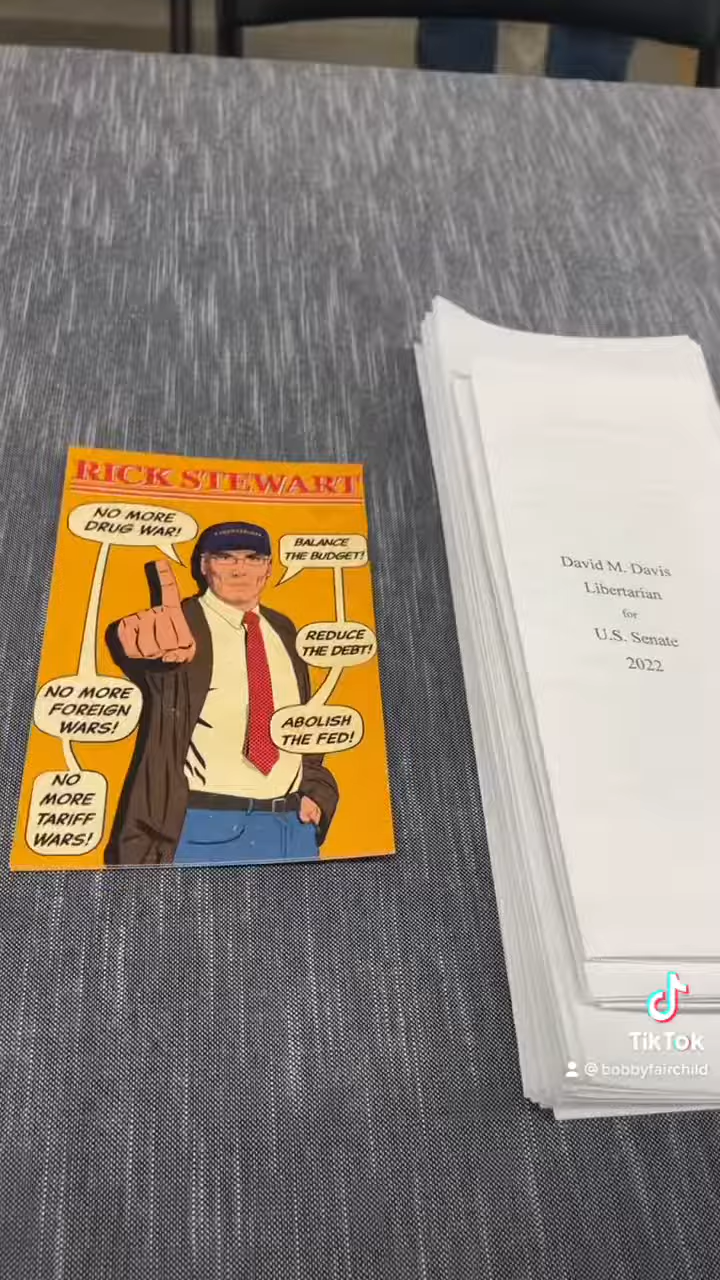 RICK STEWART
NO MORE
DRUG WAR!
BALANCE
THE BUDGET!
REDUCE
THE DEBT!
NO MORE
FOREIGN
WARS!
ABOLISH
THE FED!
NO
MORE
TARIFF
WARS!
David M. Davis
Libertarian
for
U.S. Senate
2022
TikTok
@bobbyfairchild